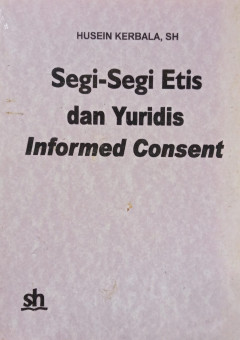 HUSEIN KERBALA, SH
Segi-Segi Etis
dan Yuridis
Informed Consent
sh